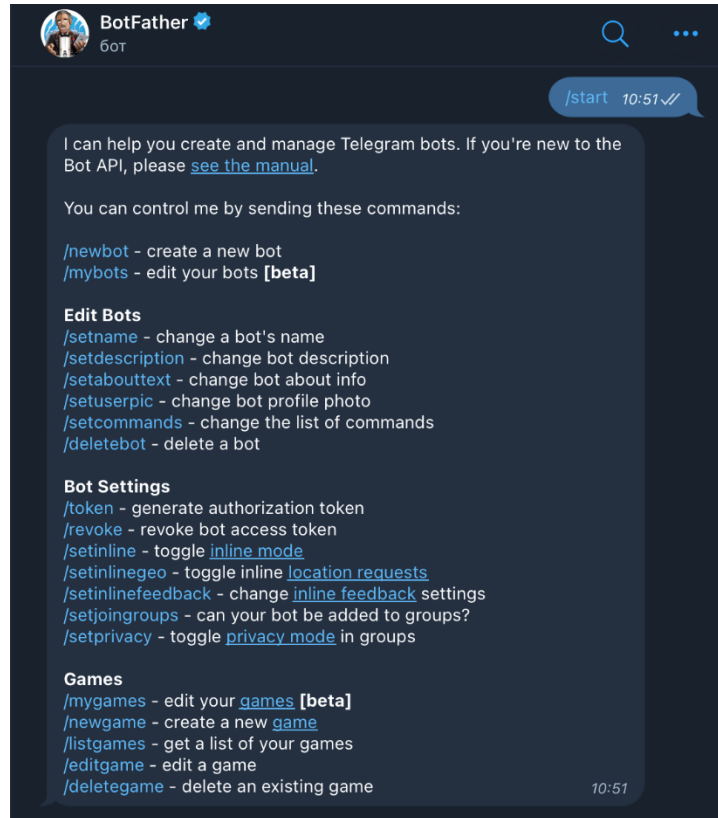 BotFather
бот
/start 10:51
I can help you create and manage Telegram bots. If you're new to the
Bot API, please see the manual.
You can control me by sending these commands:
/newbot - create a new bot
/mybots - edit your bots [beta]
Edit Bots
/setname - change a bot's name
/setdescription - change bot description
/setabouttext - change bot about info
/setuserpic - change bot profile photo
/setcommands - change the list of commands
/deletebot - delete a bot
Bot Settings
/token - generate authorization token
/revoke - revoke bot access token
/setinline - toggle inline mode
/setinlinegeo - toggle inline location requests
/setinlinefeedback - change inline feedback settings
/setjoingroups - can your bot be added to groups?
/setprivacy - toggle privacy mode in groups
Games
/mygames - edit your games [beta]
/newgame - create a new game
/listgames - get a list of your games
/editgame - edit a game
/deletegame - delete an existing game
10:51